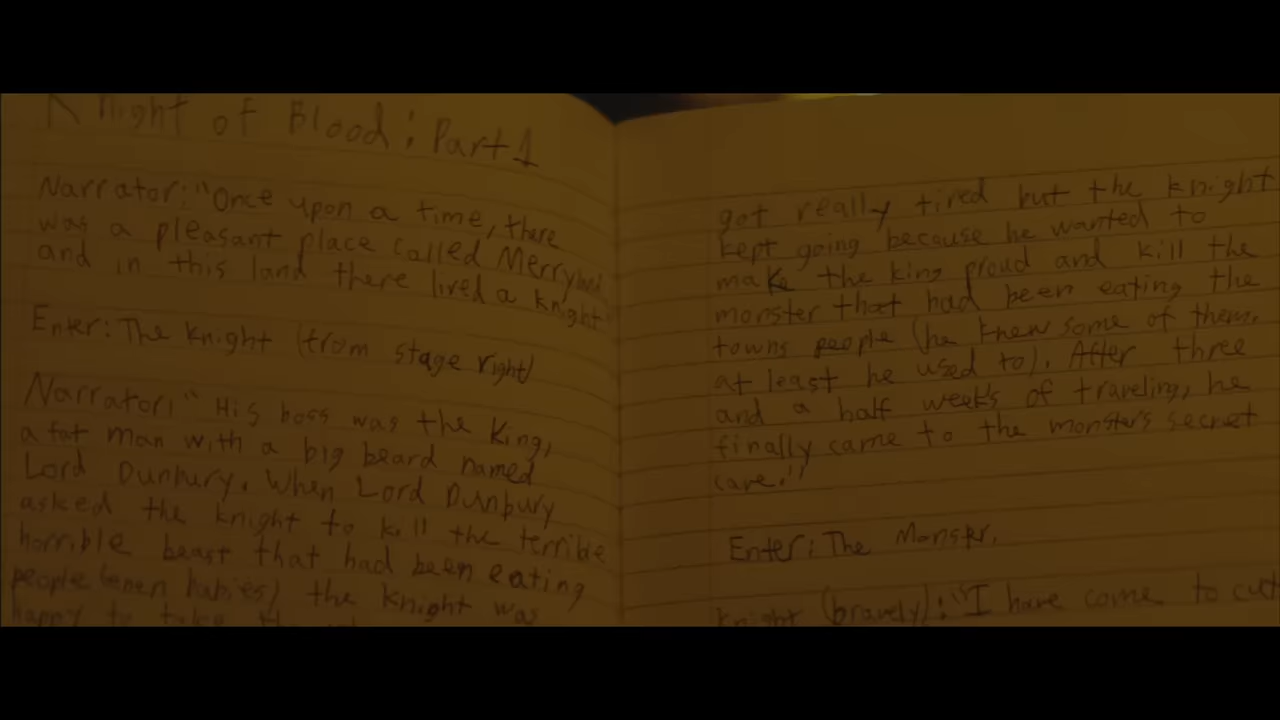 Knight of Blood: Part 1
Narrator: "Once upon a time, there
was a pleasant place called Merryland
and in this land there lived a knight
Enter: The Knight (from stage right)
Narrator: " His boss was the King,
a fat man with a big beard named
Lord Dunbury. When Lord Dunbury
asked the knight to kill the terrible
horrible beast that had been eating
people (even babies) the knight was
happy to take
got really tired but the knight
kept going because he wanted to
make the king proud and kill the
monster that had been eating the
towns people (he knew some of them,
at least he used to). After three
and a half weeks of traveling, he
finally came to the monster's secret
cave."
Enter: The Monster.
Knight (bravely): "I have come to cut